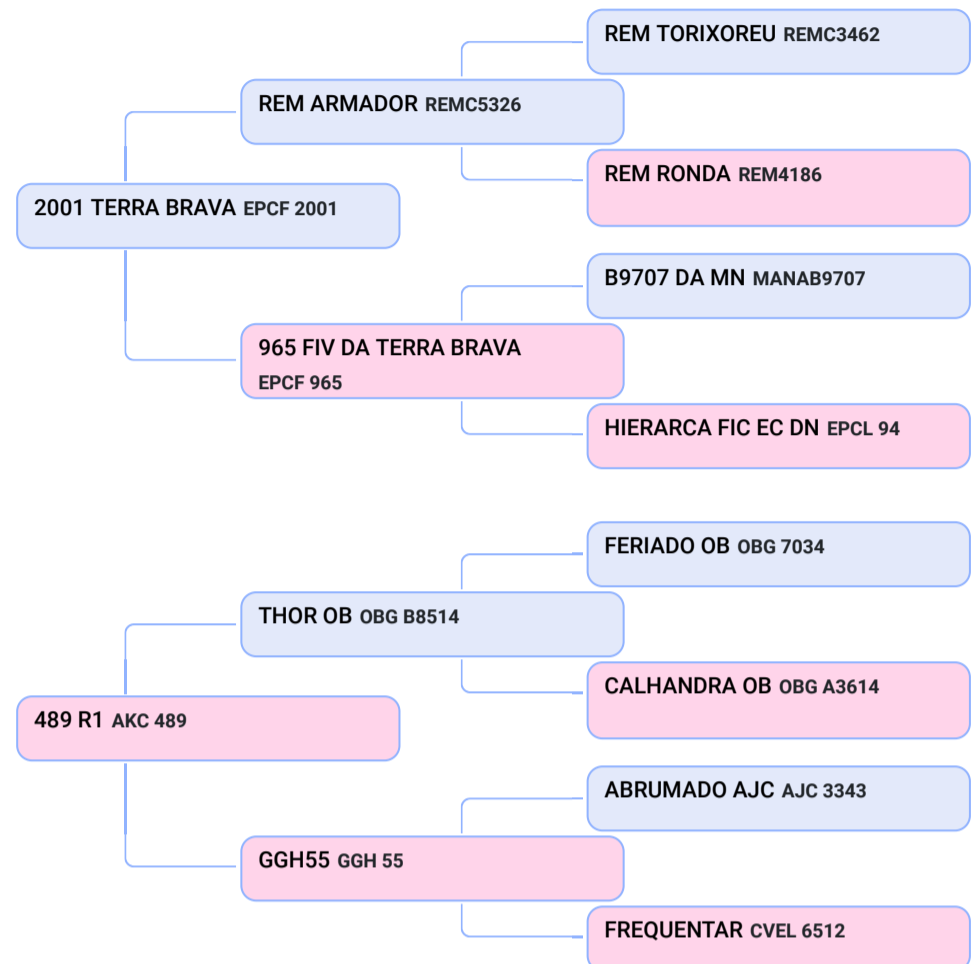 REM TORIXOREU REMC3462
REM ARMADOR REMC5326
REM RONDA REM4186
2001 TERRA BRAVA EPCF 2001
B9707 DA MN MANAB9707
965 FIV DA TERRA BRAVA
EPCF 965
HIERARCA FIC EC DN EPCL 94
FERIADO OB OBG 7034
THOR OB OBG B8514
CALHANDRA OB OBG A3614
489 R1 AKC 489
ABRUMADO AJC AJC 3343
GGH55 GGH 55
FREQUENTAR CVEL 6512